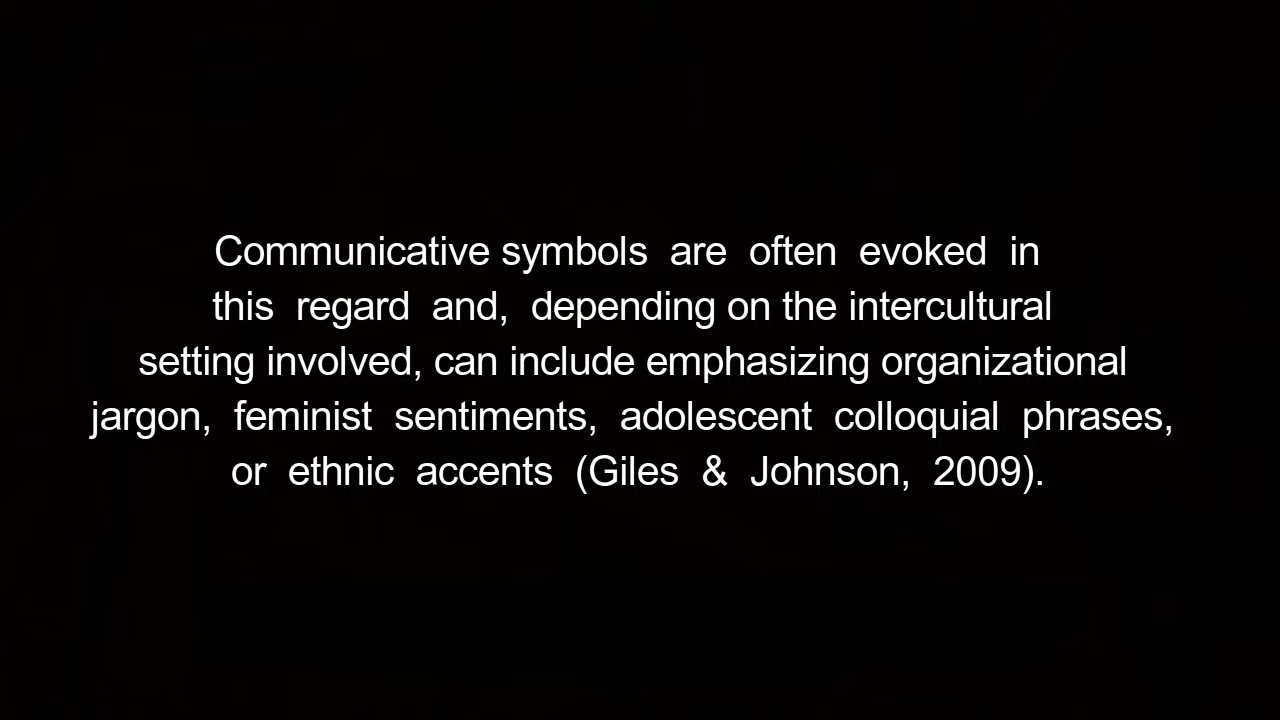 Communicative symbols are often evoked in
this regard and, depending on the intercultural
setting involved, can include emphasizing organizational
jargon, feminist sentiments, adolescent colloquial phrases,
or ethnic accents (Giles & Johnson, 2009).